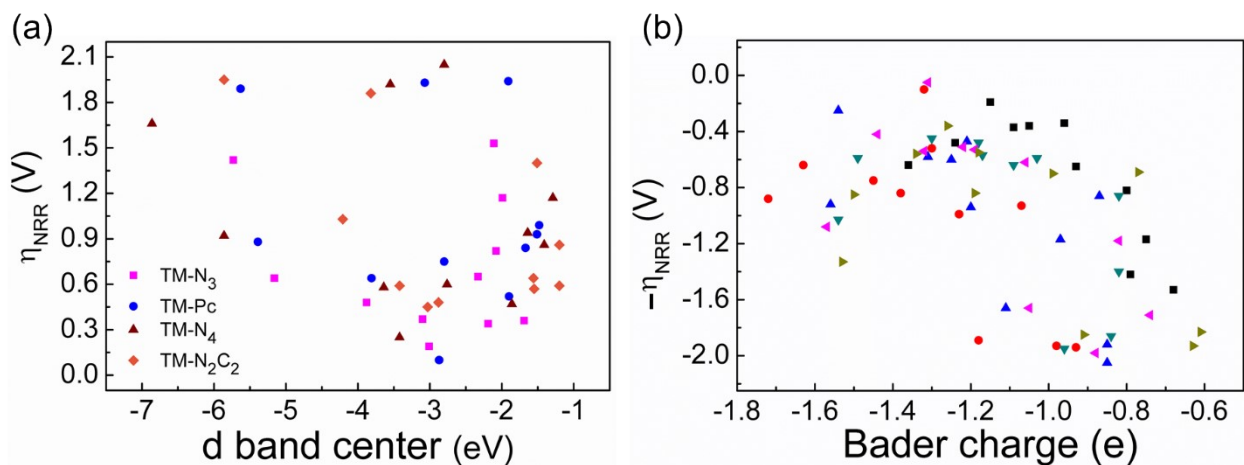 (a)
2.1
1.8
1.5
1.2
0.9
0.6
0.3
0.0
η_NRR (V)
TM-N₃
TM-Pc
TM-N₄
TM-N₂C₂
-7 -6 -5 -4 -3 -2 -1
d band center (eV)
(b)
0.0
-0.4
-0.8
-1.2
-1.6
-2.0
−η_NRR (V)
-1.8 -1.6 -1.4 -1.2 -1.0 -0.8 -0.6
Bader charge (e)